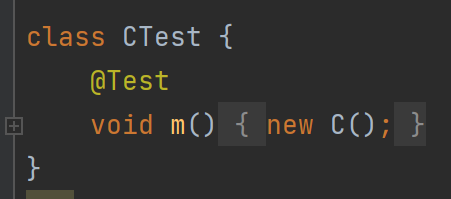 class CTest {
@Test
void m() { new C(); }
}